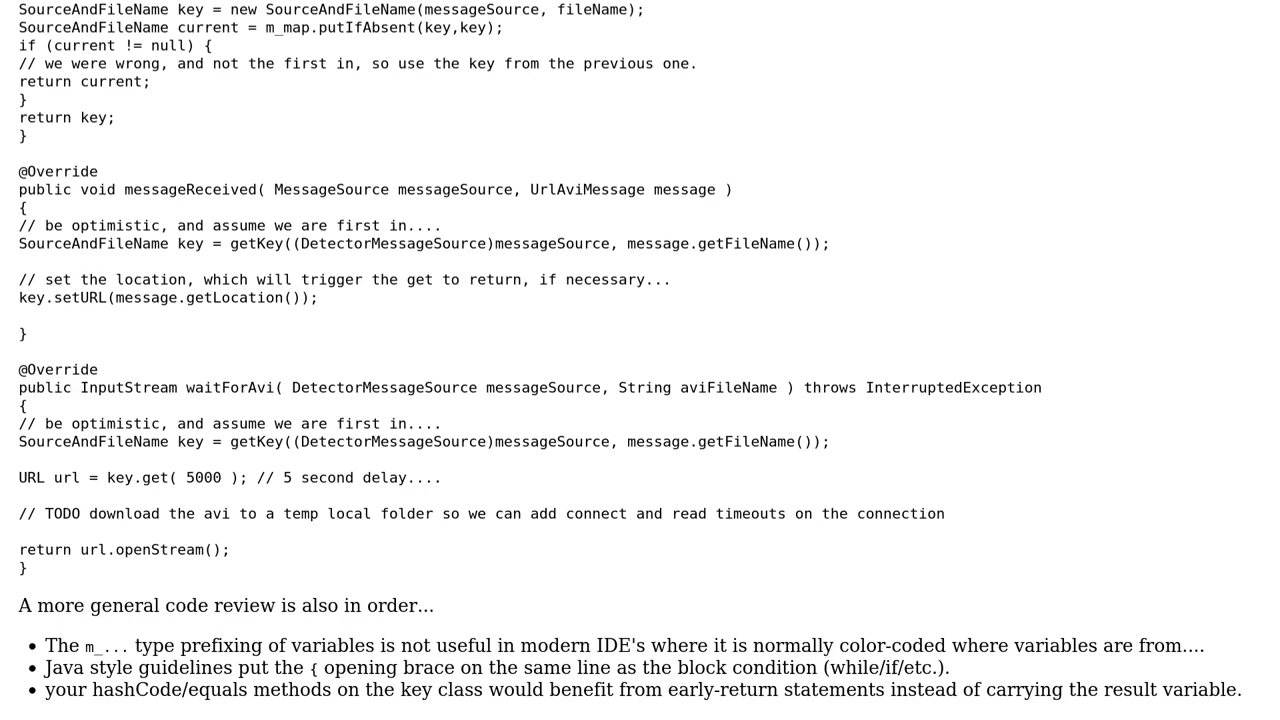 SourceAndFileName key = new SourceAndFileName(messageSource, fileName);
SourceAndFileName current = m_map.putIfAbsent(key,key);
if (current != null) {
// we were wrong, and not the first in, so use the key from the previous one.
return current;
}
return key;
}

@Override
public void messageReceived( MessageSource messageSource, UrlAviMessage message )
{
// be optimistic, and assume we are first in....
SourceAndFileName key = getKey((DetectorMessageSource)messageSource, message.getFileName());

// set the location, which will trigger the get to return, if necessary...
key.setURL(message.getLocation());

}

@Override
public InputStream waitForAvi( DetectorMessageSource messageSource, String aviFileName ) throws InterruptedException
{
// be optimistic, and assume we are first in....
SourceAndFileName key = getKey((DetectorMessageSource)messageSource, message.getFileName());

URL url = key.get( 5000 ); // 5 second delay....

// TODO download the avi to a temp local folder so we can add connect and read timeouts on the connection

return url.openStream();
}

A more general code review is also in order...

• The m_... type prefixing of variables is not useful in modern IDE's where it is normally color-coded where variables are from....
• Java style guidelines put the { opening brace on the same line as the block condition (while/if/etc.).
• your hashCode/equals methods on the key class would benefit from early-return statements instead of carrying the result variable.